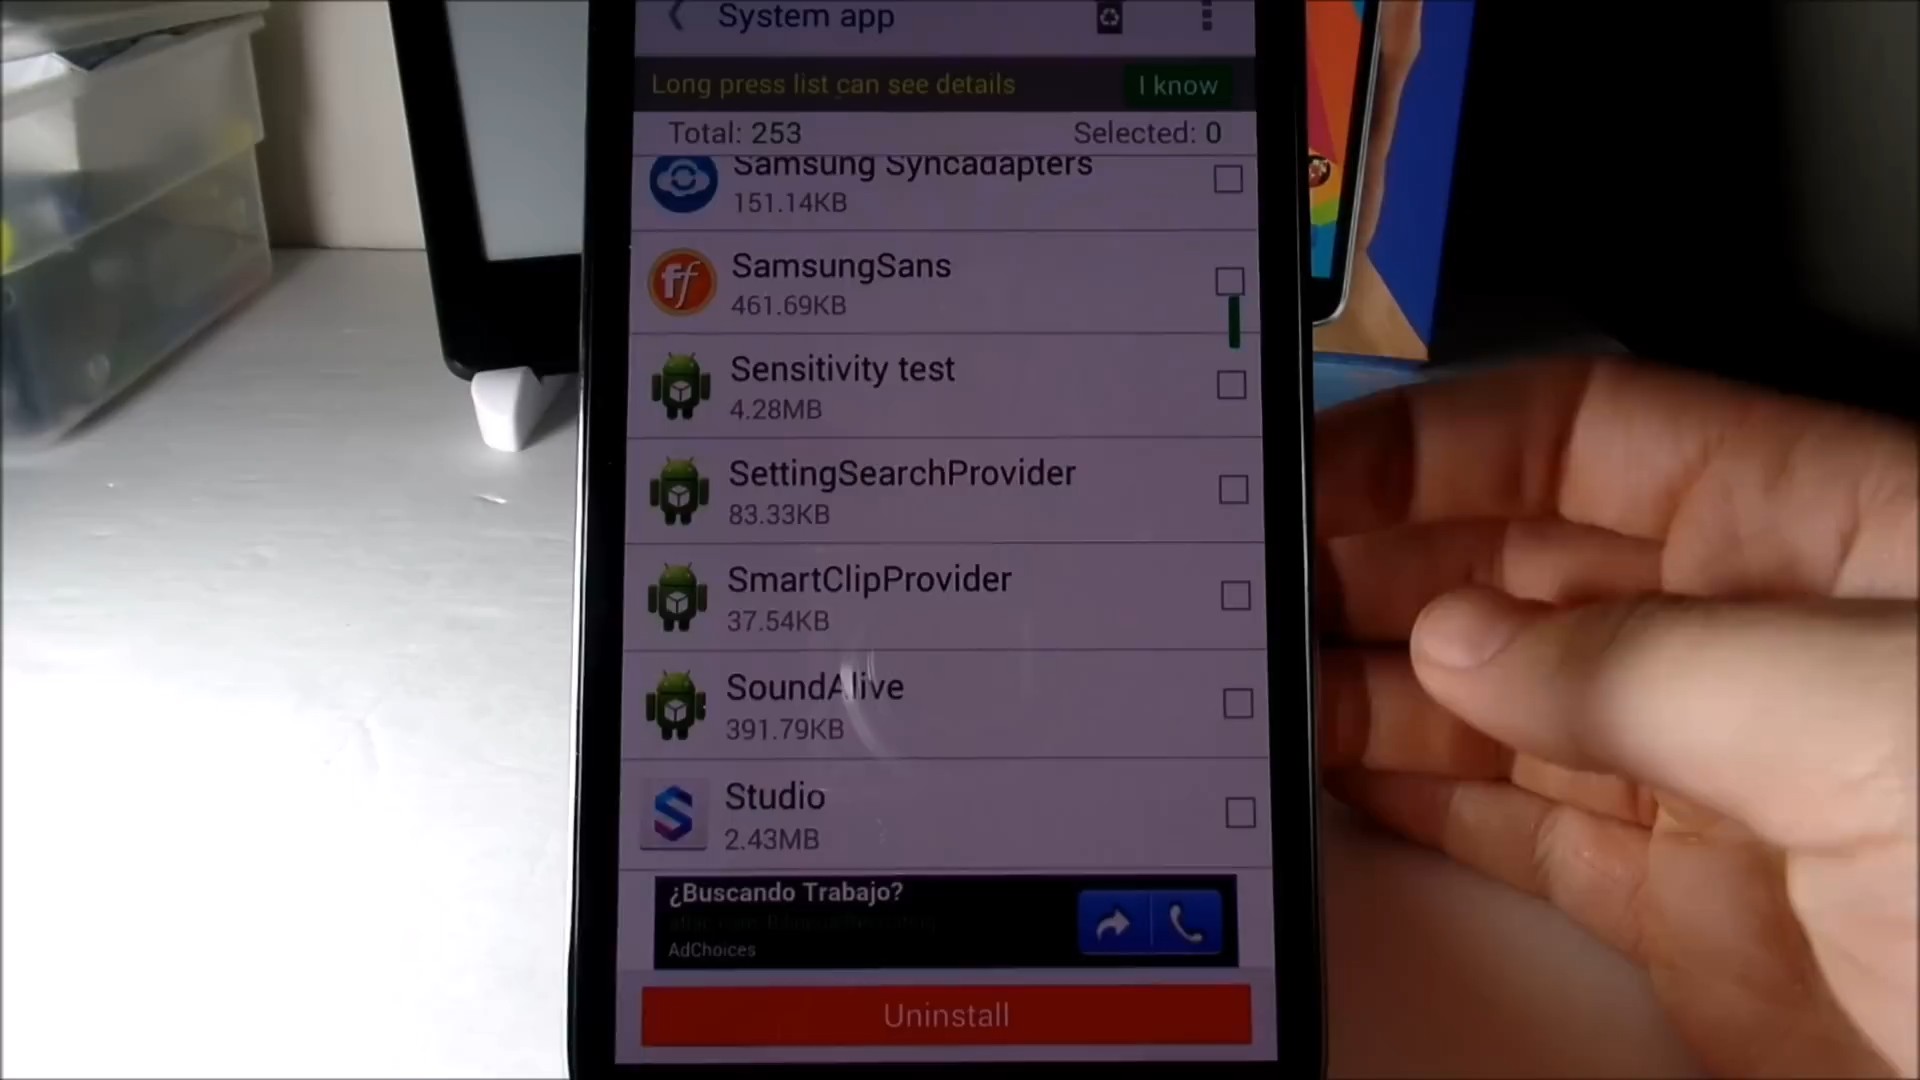 System app
Long press list can see details
I know
Total: 253
Selected: 0
Samsung Syncadapters
151.14KB
SamsungSans
461.69KB
Sensitivity test
4.28MB
SettingSearchProvider
83.33KB
SmartClipProvider
37.54KB
SoundAlive
391.79KB
Studio
2.43MB
¿Buscando Trabajo?
AdChoices
Uninstall